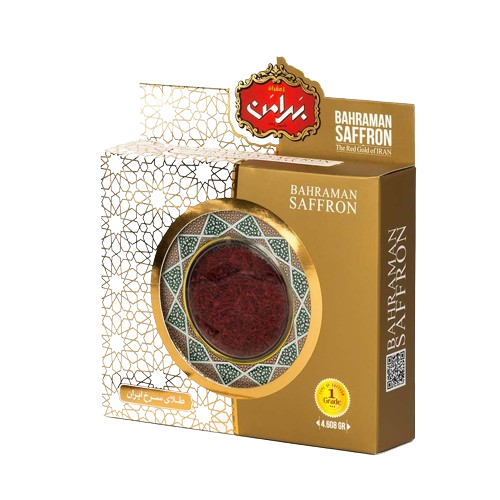 زعفران
بهرامن
BAHRAMAN
SAFFRON
The Red Gold of IRAN
BAHRAMAN
SAFFRON
BAHRAMAN
SAFFRON
1
Grade
4.608 GR
طلای سرخ ایران